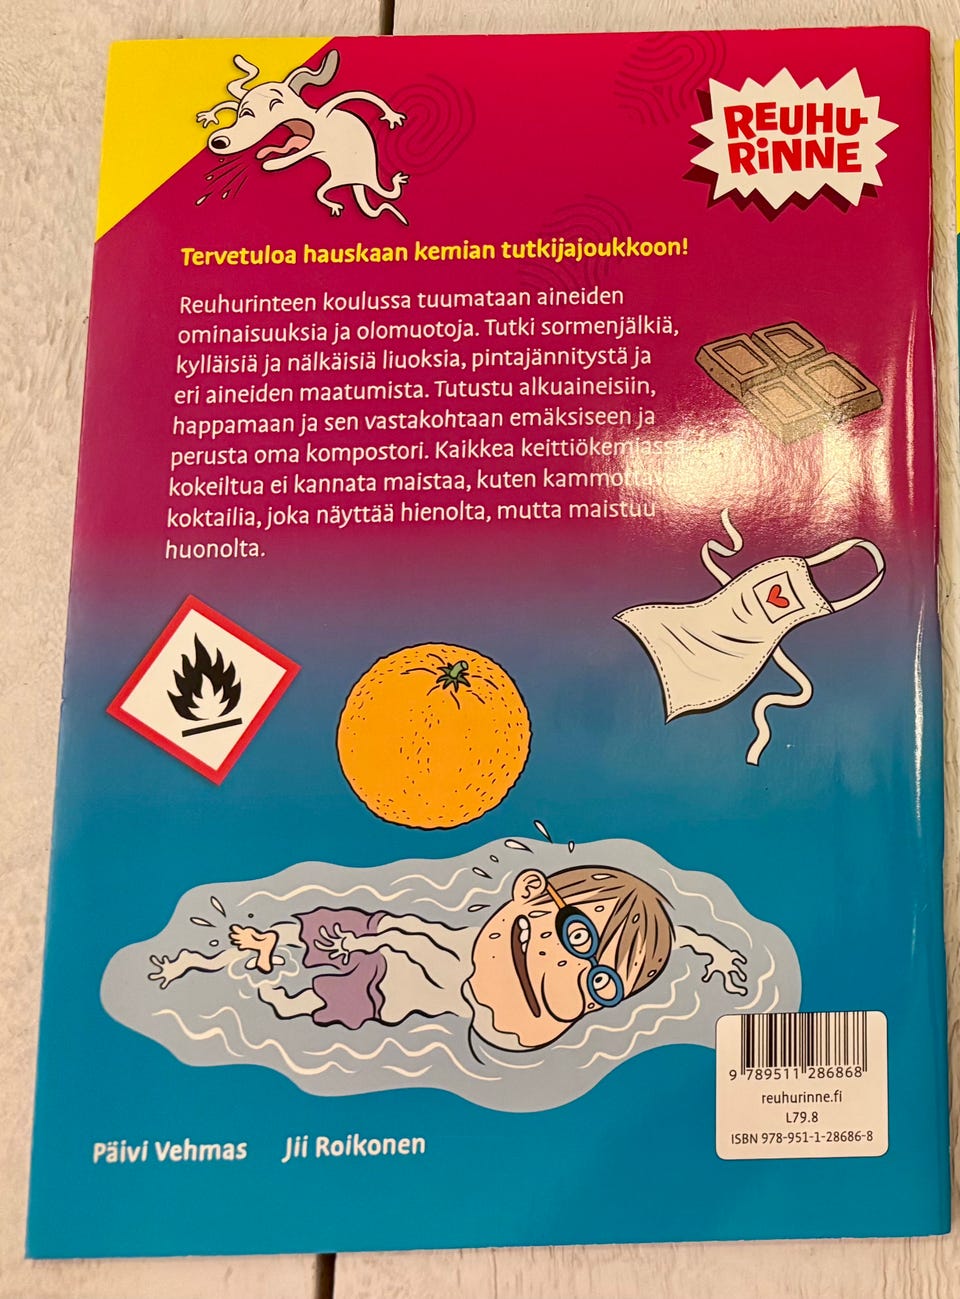 REUHU-
RiNNE
Tervetuloa hauskaan kemian tutkijajoukkoon!
Reuhurinteen koulussa tuumataan aineiden
ominaisuuksia ja olomuotoja. Tutki sormenjälkiä,
kylläisiä ja nälkäisiä liuoksia, pintajännitystä ja
eri aineiden maatumista. Tutustu alkuaineisiin,
happamaan ja sen vastakohtaan emäksiseen ja
perusta oma kompostori. Kaikkea keittiökemiassa
kokeiltua ei kannata maistaa, kuten kammottavaa
koktailia, joka näyttää hienolta, mutta maistuu
huonolta.
9 789511 286868
reuhurinne.fi
L79.8
ISBN 978-951-1-28686-8
Päivi Vehmas Jii Roikonen